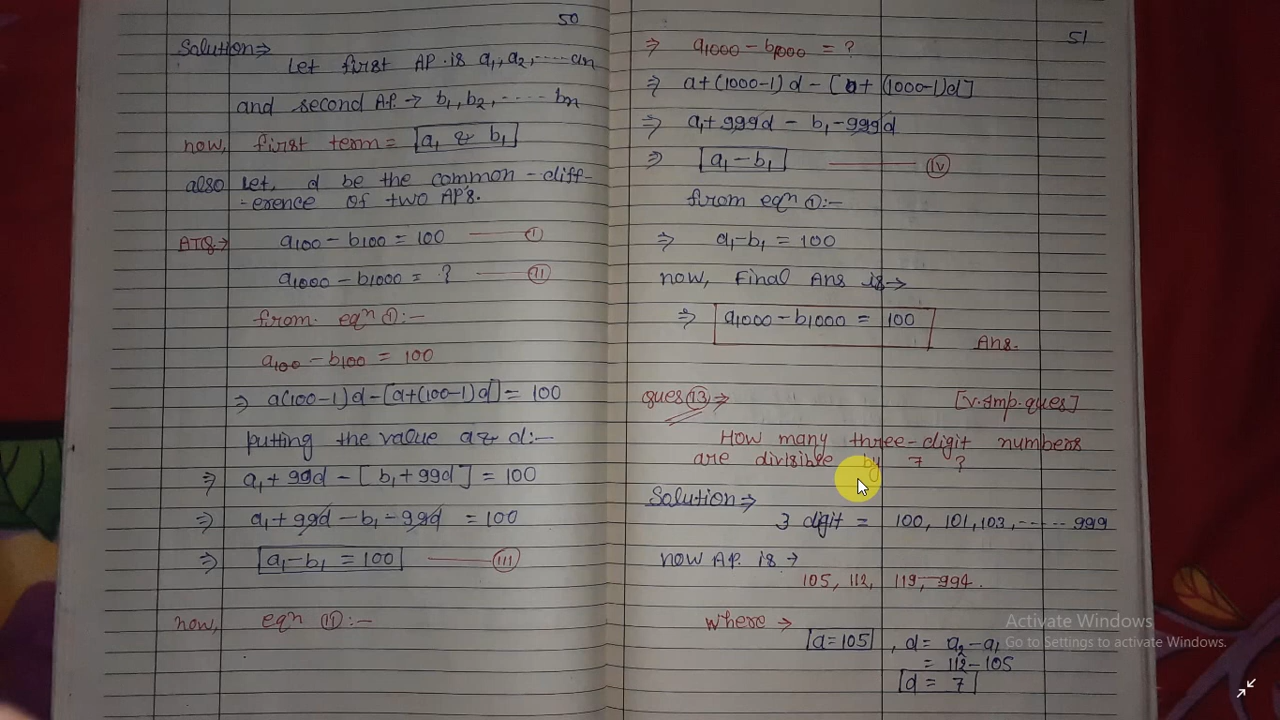 50
Solution⇒
Let first AP. is a₁, a₂, ....... an
and second A.P. → b₁, b₂, ....... bn
now, first term = a₁ & b₁
also Let, d be the common - diff-
-erence of two AP's.
ATQ→ a₁₀₀ - b₁₀₀ = 100 (I)
a₁₀₀₀ - b₁₀₀₀ = ? (II)
from. eqⁿ (I):-
a₁₀₀ - b₁₀₀ = 100
⇒ a(100-1)d - [a+(100-1)d] = 100
putting the value a & d:-
⇒ a₁ + 99d - [b₁ + 99d] = 100
⇒ a₁ + 99d - b₁ - 99d = 100
⇒ a₁ - b₁ = 100 (III)
now, eqⁿ (II):-
51
⇒ a₁₀₀₀ - b₁₀₀₀ = ?
⇒ a+(1000-1)d - [a+(1000-1)d]
⇒ a₁ + 999d - b₁ - 999d
⇒ a₁ - b₁ (IV)
from eqⁿ (I):-
⇒ a₁ - b₁ = 100
now, Final Ans is→
⇒ a₁₀₀₀ - b₁₀₀₀ = 100
Ans.
Ques (13) → [V.Imp.ques]
How many three-digit numbers
are divisible by 7 ?
Solution⇒
3 digit = 100, 101, 103, ....... 999
now AP. is →
105, 112, 119, - 994.
where →
a = 105 , d = a₂ - a₁
= 112 - 105
d = 7
Activate Windows
Go to Settings to activate Windows.